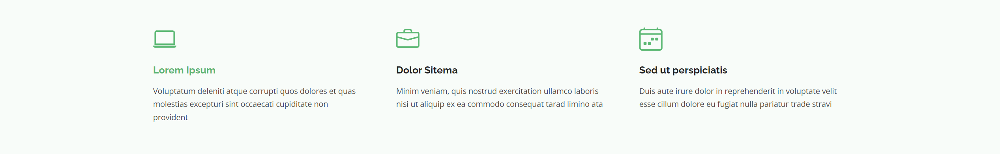 Lorem Ipsum
Voluptatum deleniti atque corrupti quos dolores et quas
molestias excepturi sint occaecati cupiditate non
provident
Dolor Sitema
Minim veniam, quis nostrud exercitation ullamco laboris
nisi ut aliquip ex ea commodo consequat tarad limino ata
Sed ut perspiciatis
Duis aute irure dolor in reprehenderit in voluptate velit
esse cillum dolore eu fugiat nulla pariatur trade stravi